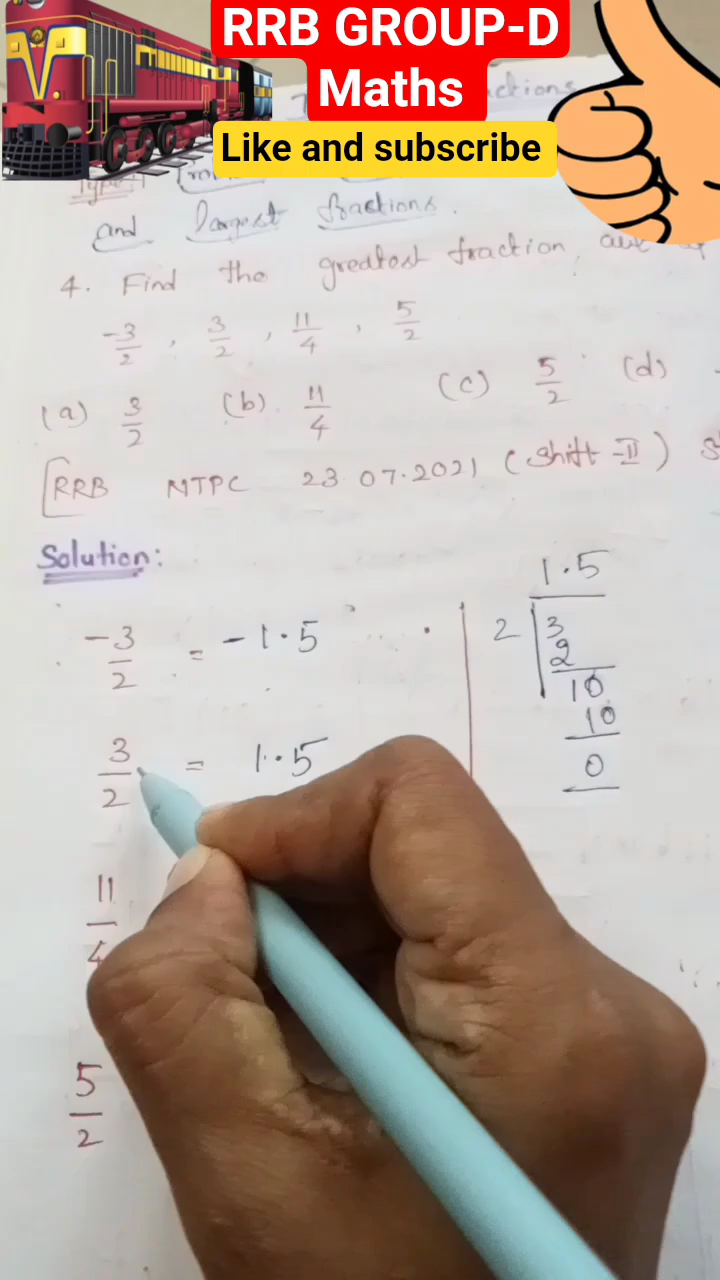 RRB GROUP-D
Maths
Like and subscribe
and largest fractions.
4. Find the greatest fraction,
-3/2 , 3/2 , 11/4 , 5/2
(a) 3/2 (b) 11/4 (c) 5/2 (d)
[RRB NTPC 23.07.2021 (Shift-II)
Solution:
-3/2 = -1.5
3/2 = 1.5
11/4
5/2
1.5
2 3
2
10
10
0